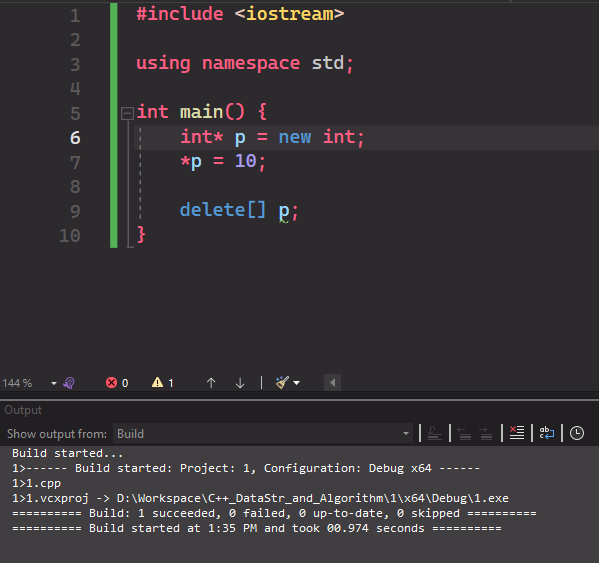 1 #include <iostream>
2
3 using namespace std;
4
5 int main() {
6 int* p = new int;
7 *p = 10;
8
9 delete[] p;
10 }
144 % 0 1
Output
Show output from: Build
Build started...
1>------ Build started: Project: 1, Configuration: Debug x64 ------
1>1.cpp
1>1.vcxproj -> D:\Workspace\C++_DataStr_and_Algorithm\1\x64\Debug\1.exe
========== Build: 1 succeeded, 0 failed, 0 up-to-date, 0 skipped ==========
========== Build started at 1:35 PM and took 00.974 seconds ==========